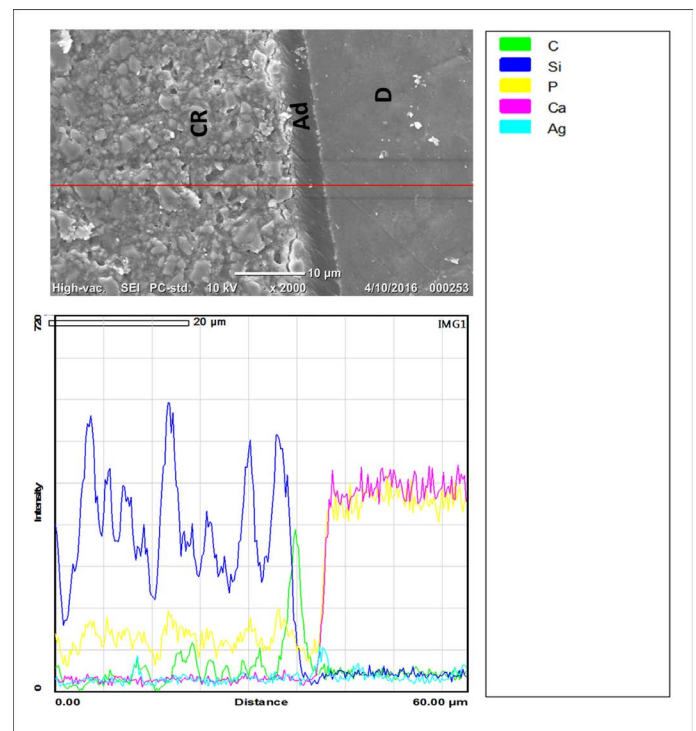 CR
Ad
D
10 µm
High-vac. SEI PC-std. 10 kV x 2000 4/10/2016 000253
C
Si
P
Ca
Ag
720
20 µm
IMG1
Intensity
0
0.00 Distance 60.00 µm